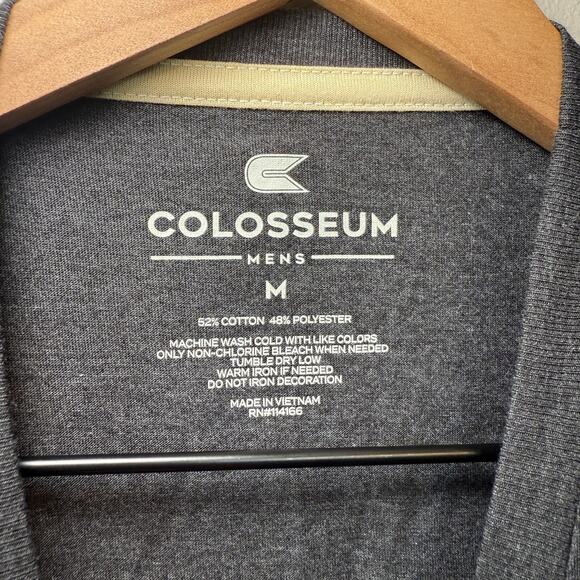 COLOSSEUM
MENS
M
52% COTTON 48% POLYESTER
MACHINE WASH COLD WITH LIKE COLORS
ONLY NON-CHLORINE BLEACH WHEN NEEDED
TUMBLE DRY LOW
WARM IRON IF NEEDED
DO NOT IRON DECORATION
MADE IN VIETNAM
RN#114166